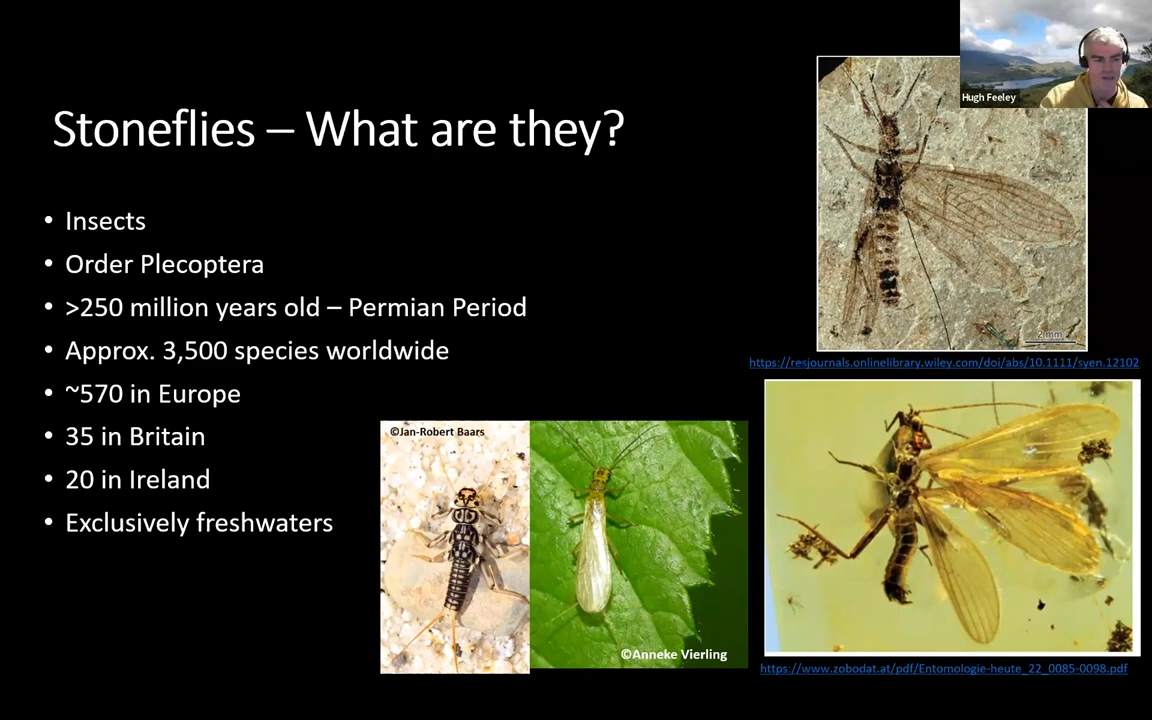 Hugh Feeley
Stoneflies – What are they?
• Insects
• Order Plecoptera
• >250 million years old – Permian Period
• Approx. 3,500 species worldwide
• ~570 in Europe
• 35 in Britain
• 20 in Ireland
• Exclusively freshwaters
2 mm
https://resjournals.onlinelibrary.wiley.com/doi/abs/10.1111/syen.12102
©Jan-Robert Baars
©Anneke Vierling
https://www.zobodat.at/pdf/Entomologie-heute_22_0085-0098.pdf